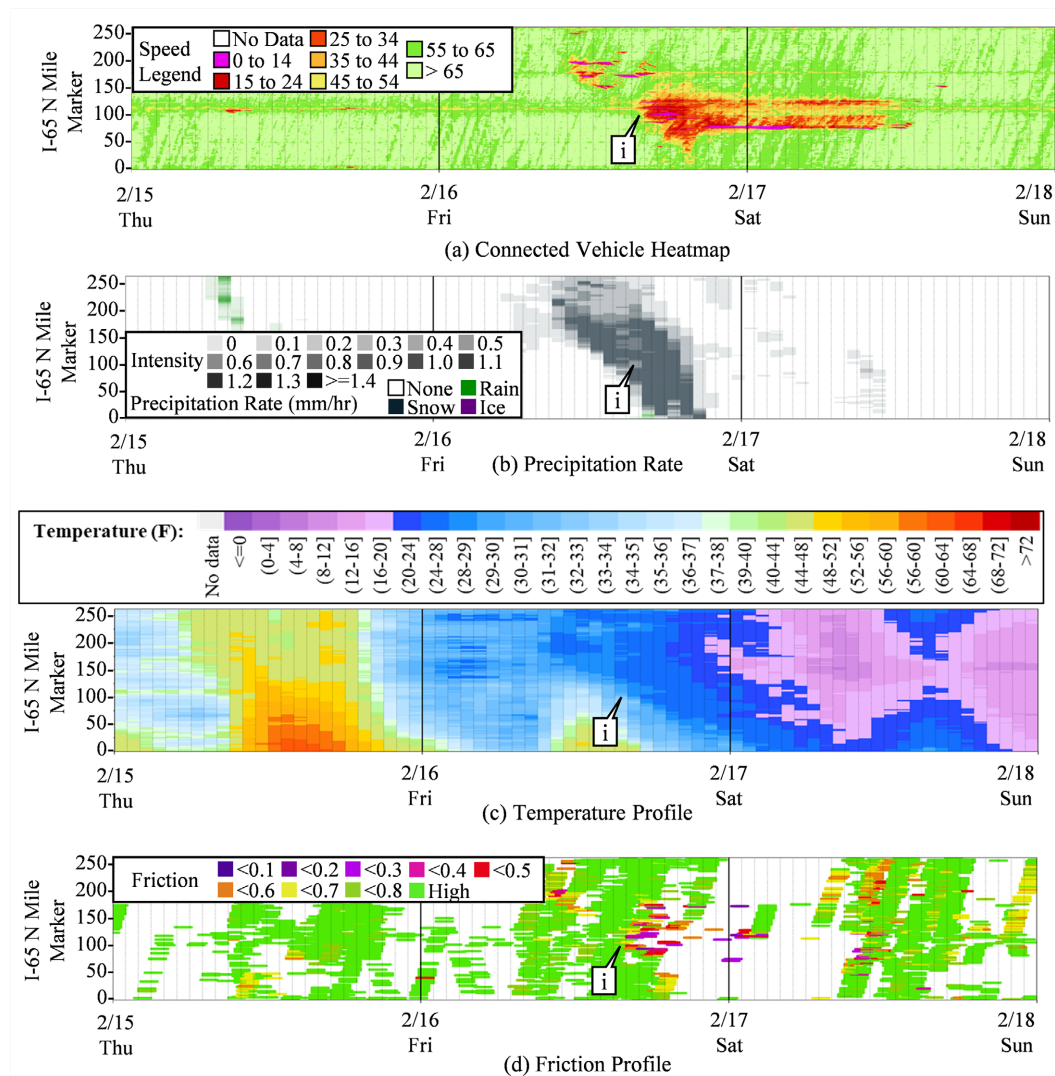 I-65 N Mile
Marker
250
200
150
100
50
0
Speed
Legend
No Data
0 to 14
15 to 24
25 to 34
35 to 44
45 to 54
55 to 65
> 65
i
2/15
Thu
2/16
Fri
2/17
Sat
2/18
Sun
(a) Connected Vehicle Heatmap
I-65 N Mile
Marker
250
200
150
100
50
0
Intensity
0 0.1 0.2 0.3 0.4 0.5
0.6 0.7 0.8 0.9 1.0 1.1
1.2 1.3 >=1.4
None Rain
Snow Ice
Precipitation Rate (mm/hr)
i
2/15
Thu
2/16
Fri
2/17
Sat
2/18
Sun
(b) Precipitation Rate
Temperature (F):
No data
<=0
(0-4]
(4-8]
(8-12]
(12-16]
(16-20]
(20-24]
(24-28]
(28-29]
(29-30]
(30-31]
(31-32]
(32-33]
(33-34]
(34-35]
(35-36]
(36-37]
(37-38]
(39-40]
(40-44]
(44-48]
(48-52]
(52-56]
(56-60]
(56-60]
(60-64]
(64-68]
(68-72]
>72
I-65 N Mile
Marker
250
200
150
100
50
0
i
2/15
Thu
2/16
Fri
2/17
Sat
2/18
Sun
(c) Temperature Profile
I-65 N Mile
Marker
250
200
150
100
50
0
Friction
<0.1 <0.2 <0.3 <0.4 <0.5
<0.6 <0.7 <0.8 High
i
2/15
Thu
2/16
Fri
2/17
Sat
2/18
Sun
(d) Friction Profile